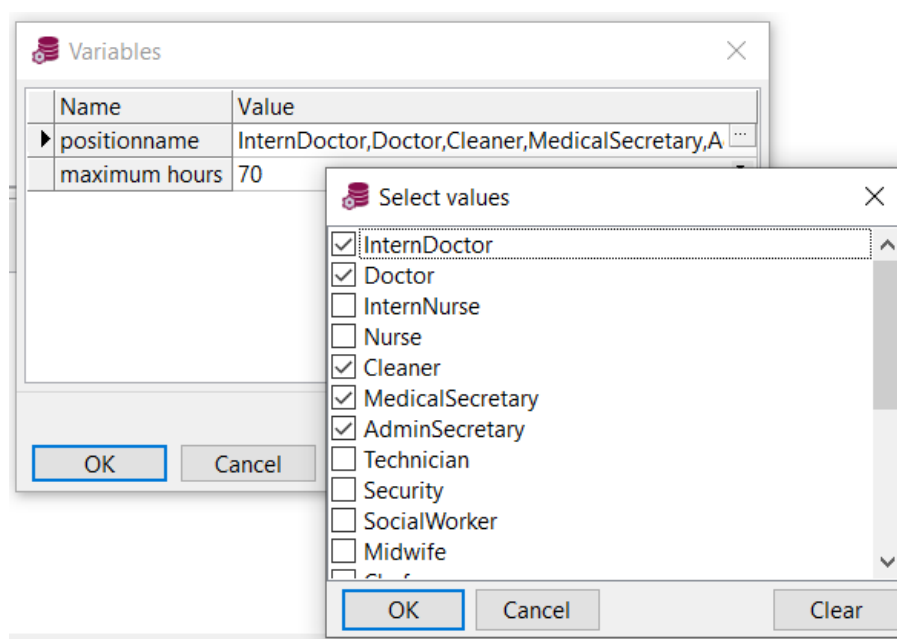 Variables
Name Value
positionname InternDoctor,Doctor,Cleaner,MedicalSecretary,A ...
maximum hours 70
OK Cancel
Select values
InternDoctor
Doctor
InternNurse
Nurse
Cleaner
MedicalSecretary
AdminSecretary
Technician
Security
SocialWorker
Midwife
OK Cancel Clear